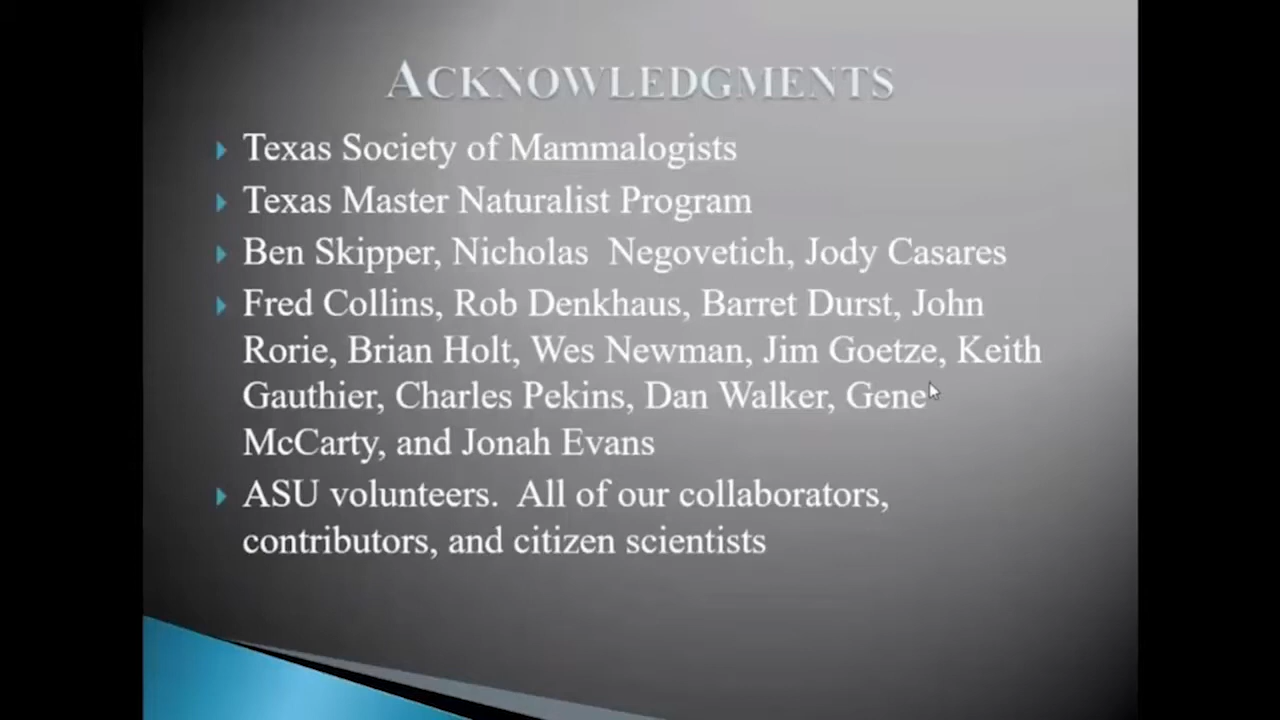 ACKNOWLEDGMENTS
Texas Society of Mammalogists
Texas Master Naturalist Program
Ben Skipper, Nicholas  Negovetich, Jody Casares
Fred Collins, Rob Denkhaus, Barret Durst, John
Rorie, Brian Holt, Wes Newman, Jim Goetze, Keith
Gauthier, Charles Pekins, Dan Walker, Gene
McCarty, and Jonah Evans
ASU volunteers.  All of our collaborators,
contributors, and citizen scientists